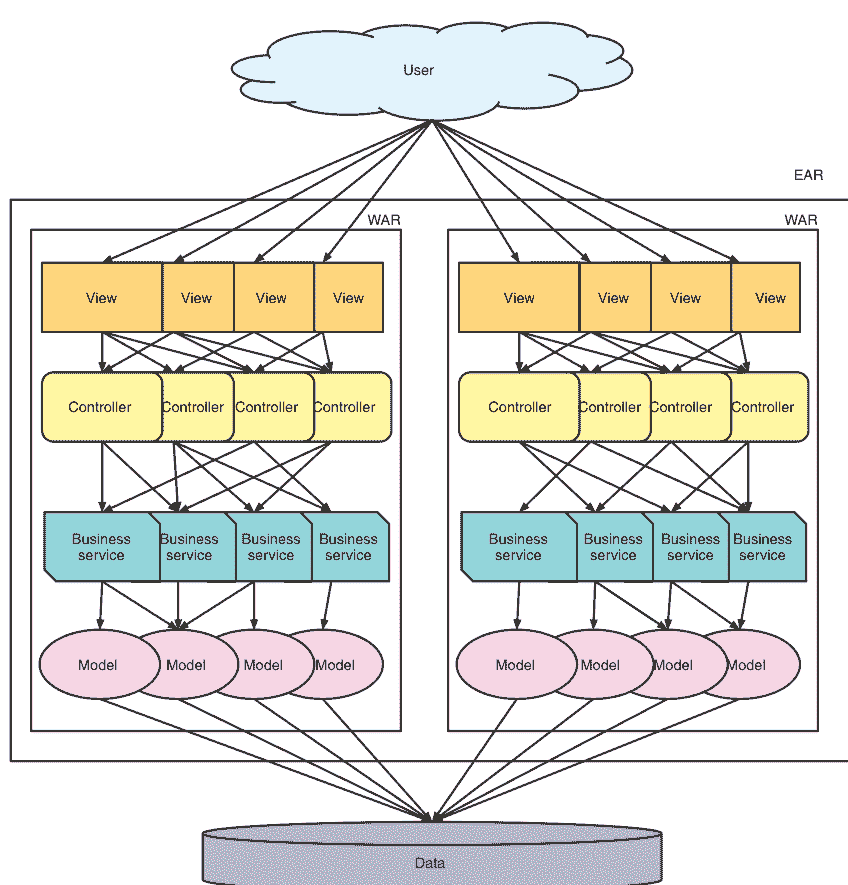 User
EAR
WAR
WAR
View
View
View
View
View
View
View
View
Controller
Controller
Controller
Controller
Controller
Controller
Controller
Controller
Business
service
Business
service
Business
service
Business
service
Business
service
Business
service
Business
service
Business
service
Model
Model
Model
Model
Model
Model
Model
Model
Data